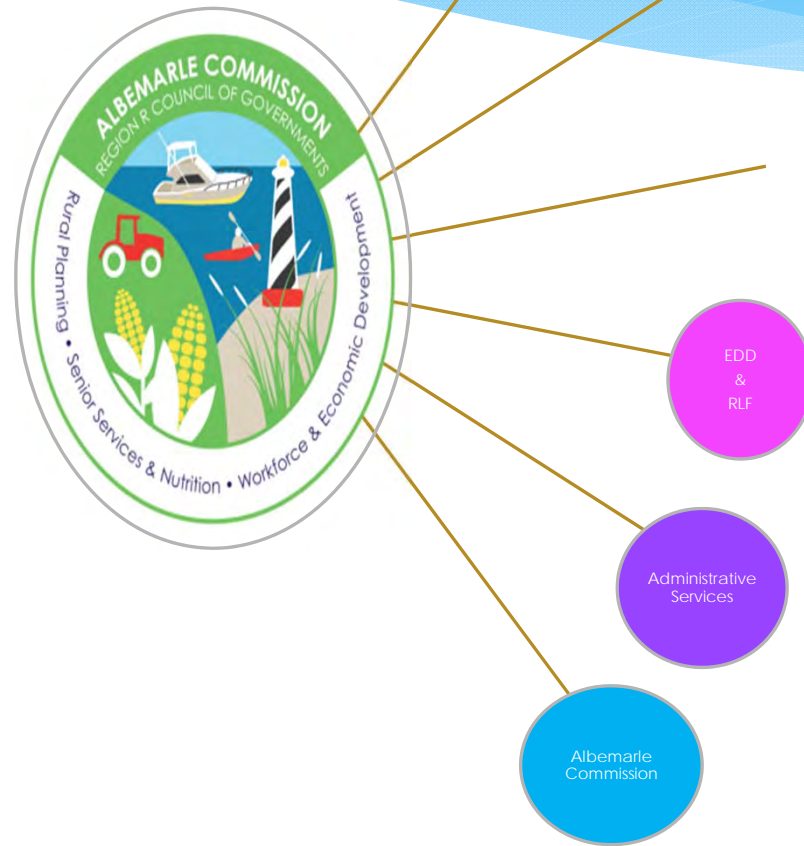 ALBEMARLE COMMISSION
REGION R COUNCIL OF GOVERNMENTS
Rural Planning • Senior Services & Nutrition • Workforce & Economic Development
EDD
&
RLF
Administrative
Services
Albemarle
Commission